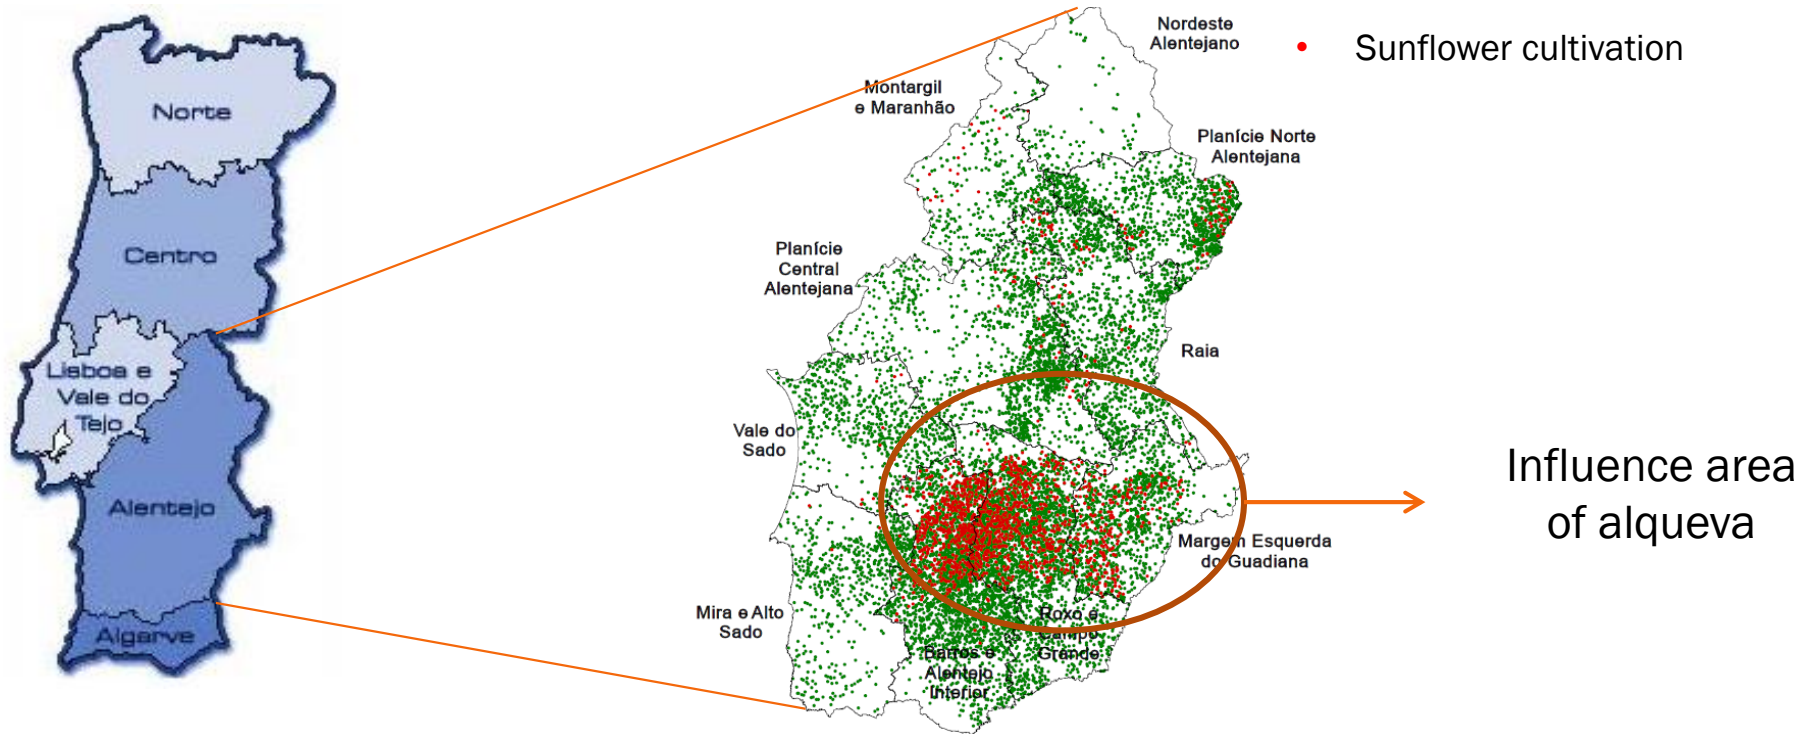 Norte
Centro
Lisboa e
Vale do
Tejo
Alentejo
Algarve
Nordeste
Alentejano
Montargil
e Maranhão
Planície Norte
Alentejana
Planície
Central
Alentejana
Raia
Vale do
Sado
Margem Esquerda
do Guadiana
Mira e Alto
Sado
Roxo e
Campo
Grande
Barros e
Alentejo
Interior
• Sunflower cultivation
Influence area
of alqueva